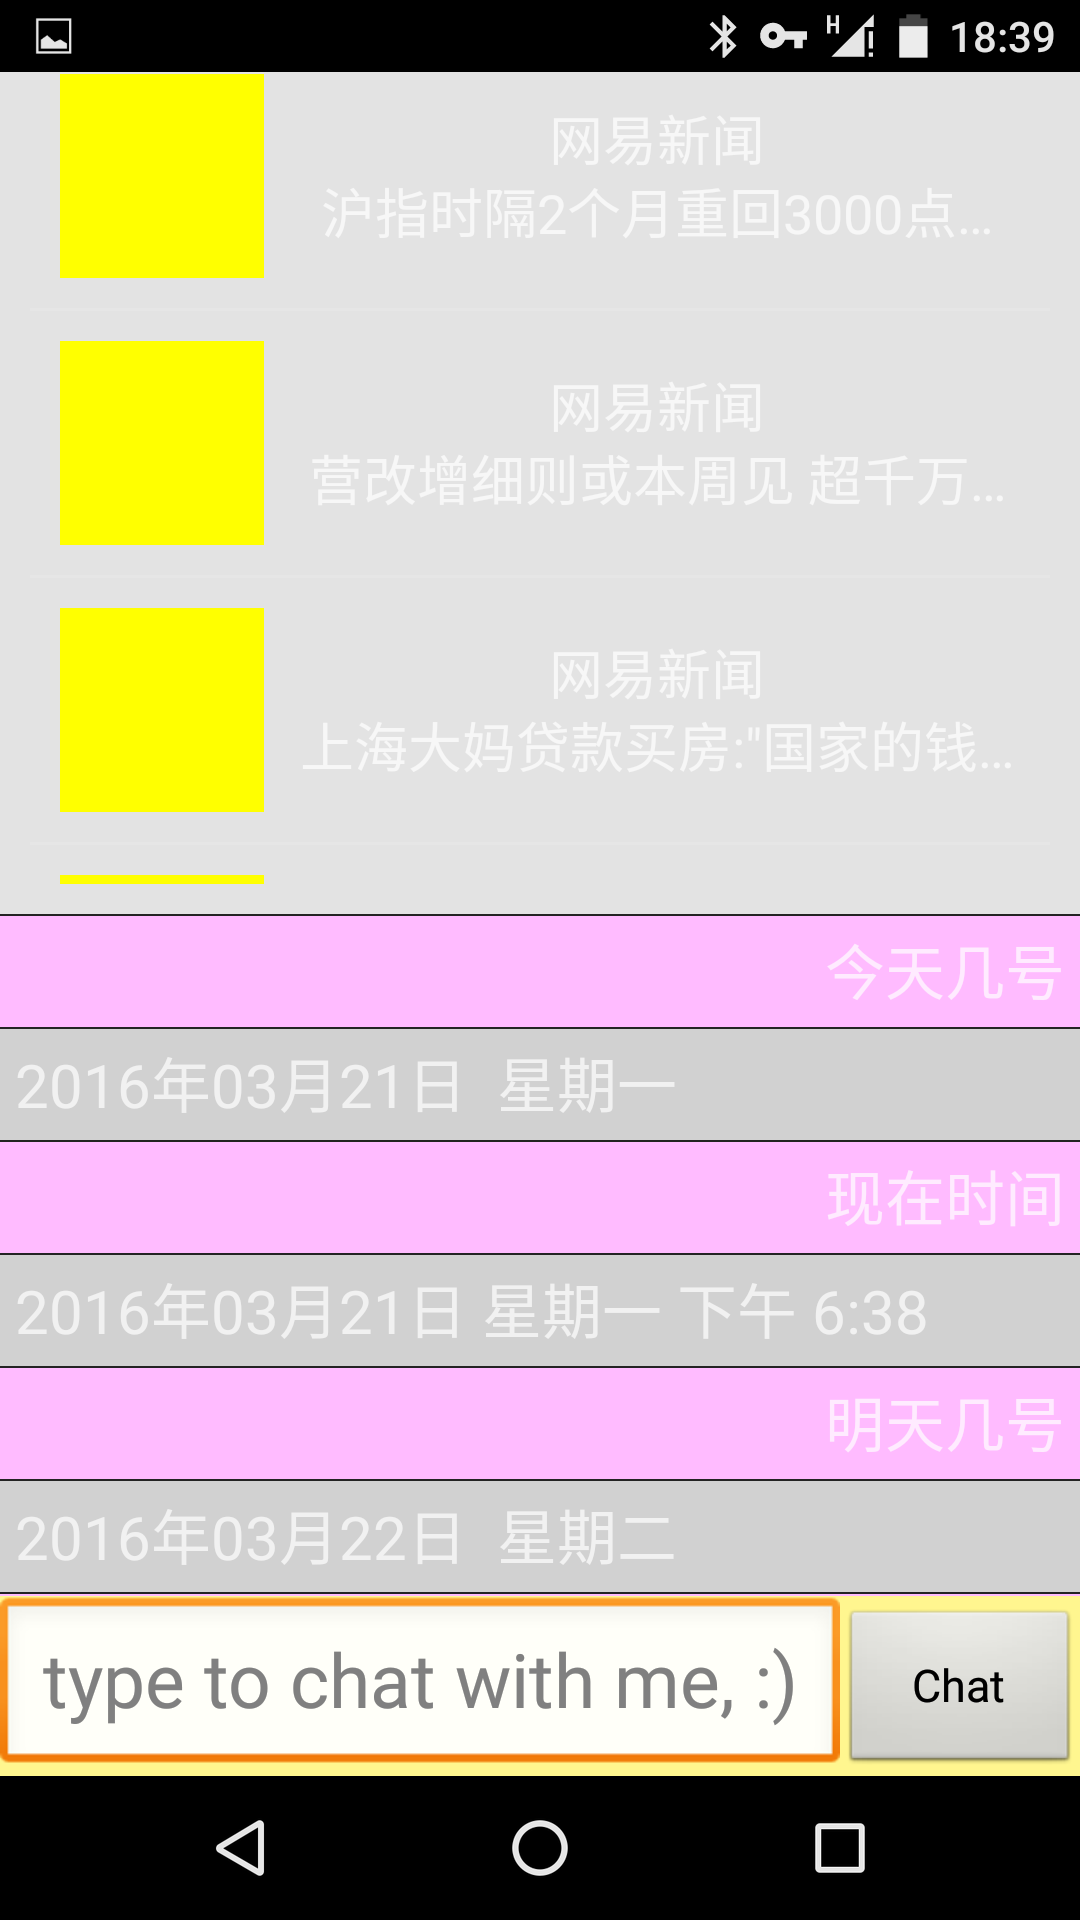 18:39
网易新闻
沪指时隔2个月重回3000点...
网易新闻
营改增细则或本周见 超千万...
网易新闻
上海大妈贷款买房:"国家的钱...
今天几号
2016年03月21日 星期一
现在时间
2016年03月21日 星期一 下午 6:38
明天几号
2016年03月22日 星期二
type to chat with me, :)
Chat